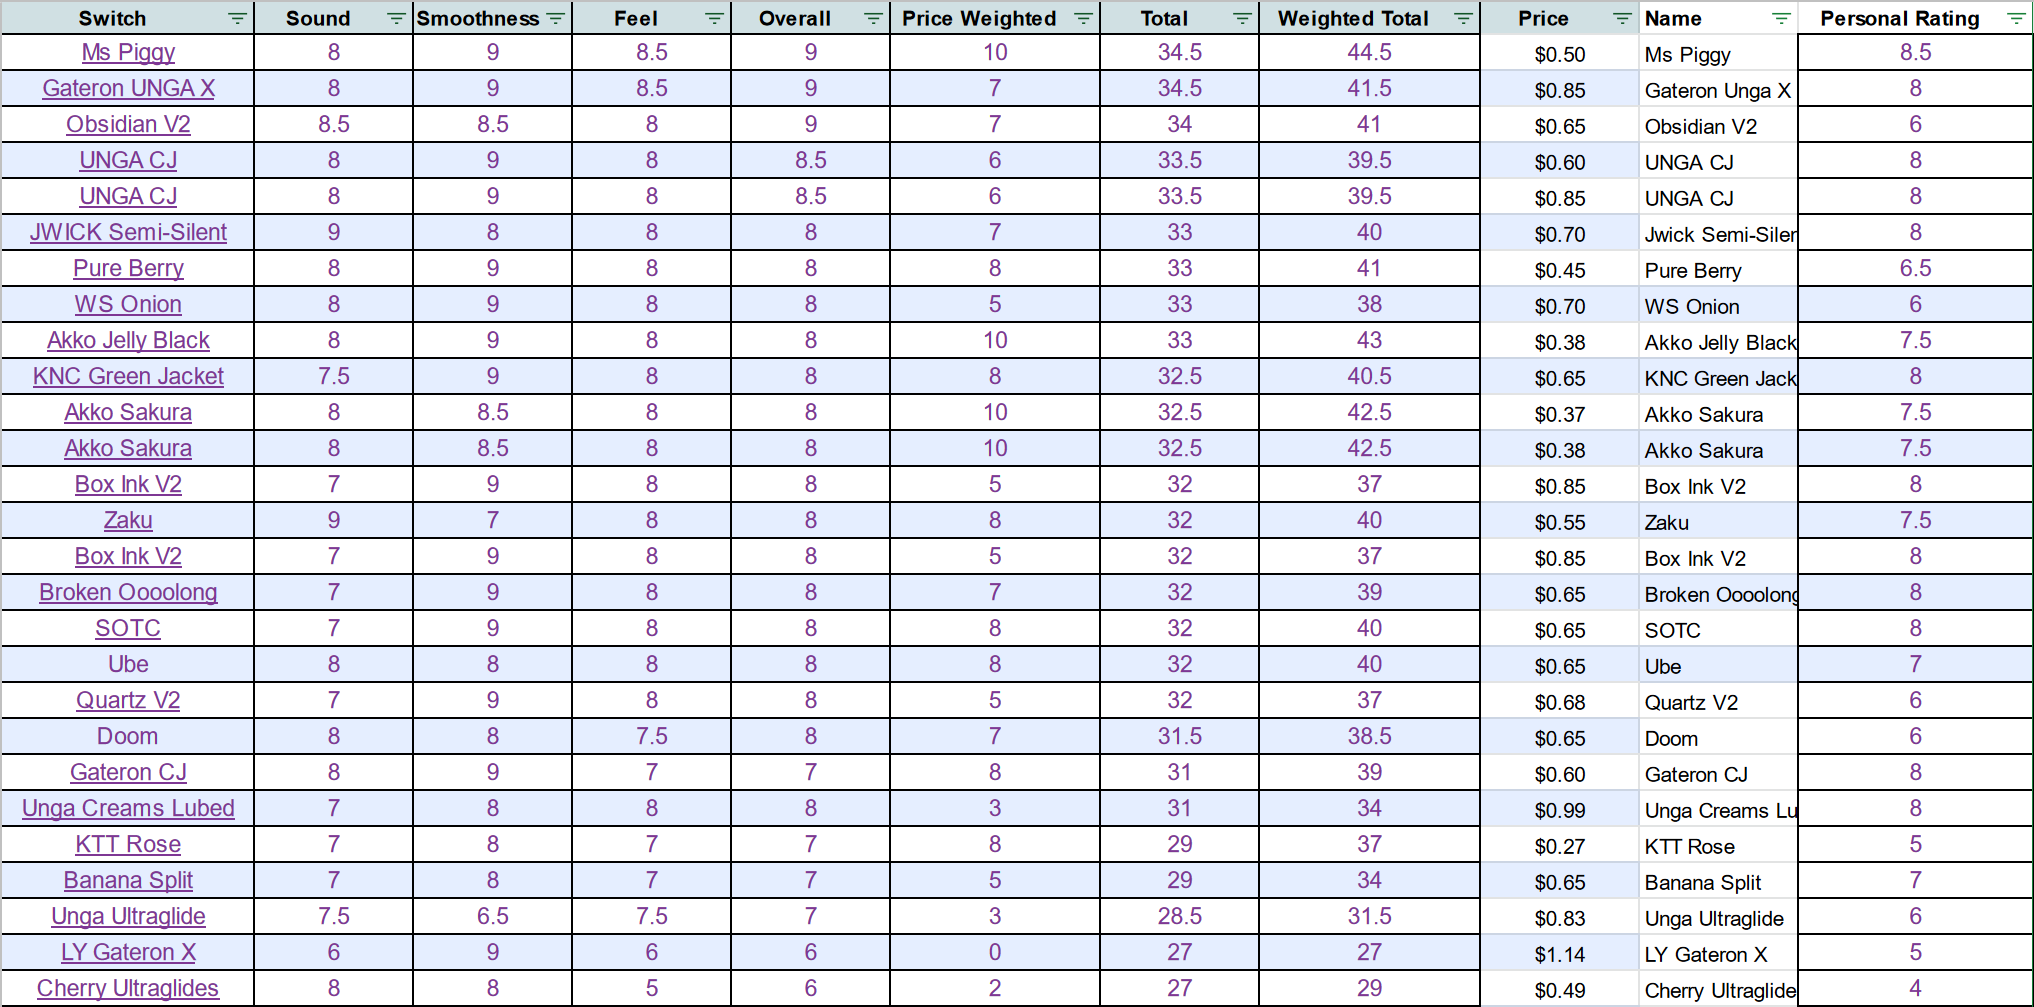 Switch Sound Smoothness Feel Overall Price Weighted Total Weighted Total Price Name Personal Rating
Ms Piggy 8 9 8.5 9 10 34.5 44.5 $0.50 Ms Piggy 8.5
Gateron UNGA X 8 9 8.5 9 7 34.5 41.5 $0.85 Gateron Unga X 8
Obsidian V2 8.5 8.5 8 9 7 34 41 $0.65 Obsidian V2 6
UNGA CJ 8 9 8 8.5 6 33.5 39.5 $0.60 UNGA CJ 8
UNGA CJ 8 9 8 8.5 6 33.5 39.5 $0.85 UNGA CJ 8
JWICK Semi-Silent 9 8 8 8 7 33 40 $0.70 Jwick Semi-Siler 8
Pure Berry 8 9 8 8 8 33 41 $0.45 Pure Berry 6.5
WS Onion 8 9 8 8 5 33 38 $0.70 WS Onion 6
Akko Jelly Black 8 9 8 8 10 33 43 $0.38 Akko Jelly Black 7.5
KNC Green Jacket 7.5 9 8 8 8 32.5 40.5 $0.65 KNC Green Jack 8
Akko Sakura 8 8.5 8 8 10 32.5 42.5 $0.37 Akko Sakura 7.5
Akko Sakura 8 8.5 8 8 10 32.5 42.5 $0.38 Akko Sakura 7.5
Box Ink V2 7 9 8 8 5 32 37 $0.85 Box Ink V2 8
Zaku 9 7 8 8 8 32 40 $0.55 Zaku 7.5
Box Ink V2 7 9 8 8 5 32 37 $0.85 Box Ink V2 8
Broken Oooolong 7 9 8 8 7 32 39 $0.65 Broken Oooolong 8
SOTC 7 9 8 8 8 32 40 $0.65 SOTC 8
Ube 8 8 8 8 8 32 40 $0.65 Ube 7
Quartz V2 7 9 8 8 5 32 37 $0.68 Quartz V2 6
Doom 8 8 7.5 8 7 31.5 38.5 $0.65 Doom 6
Gateron CJ 8 9 7 7 8 31 39 $0.60 Gateron CJ 8
Unga Creams Lubed 7 8 8 8 3 31 34 $0.99 Unga Creams Lu 8
KTT Rose 7 8 7 7 8 29 37 $0.27 KTT Rose 5
Banana Split 7 8 7 7 5 29 34 $0.65 Banana Split 7
Unga Ultraglide 7.5 6.5 7.5 7 3 28.5 31.5 $0.83 Unga Ultraglide 6
LY Gateron X 6 9 6 6 0 27 27 $1.14 LY Gateron X 5
Cherry Ultraglides 8 8 5 6 2 27 29 $0.49 Cherry Ultraglide 4